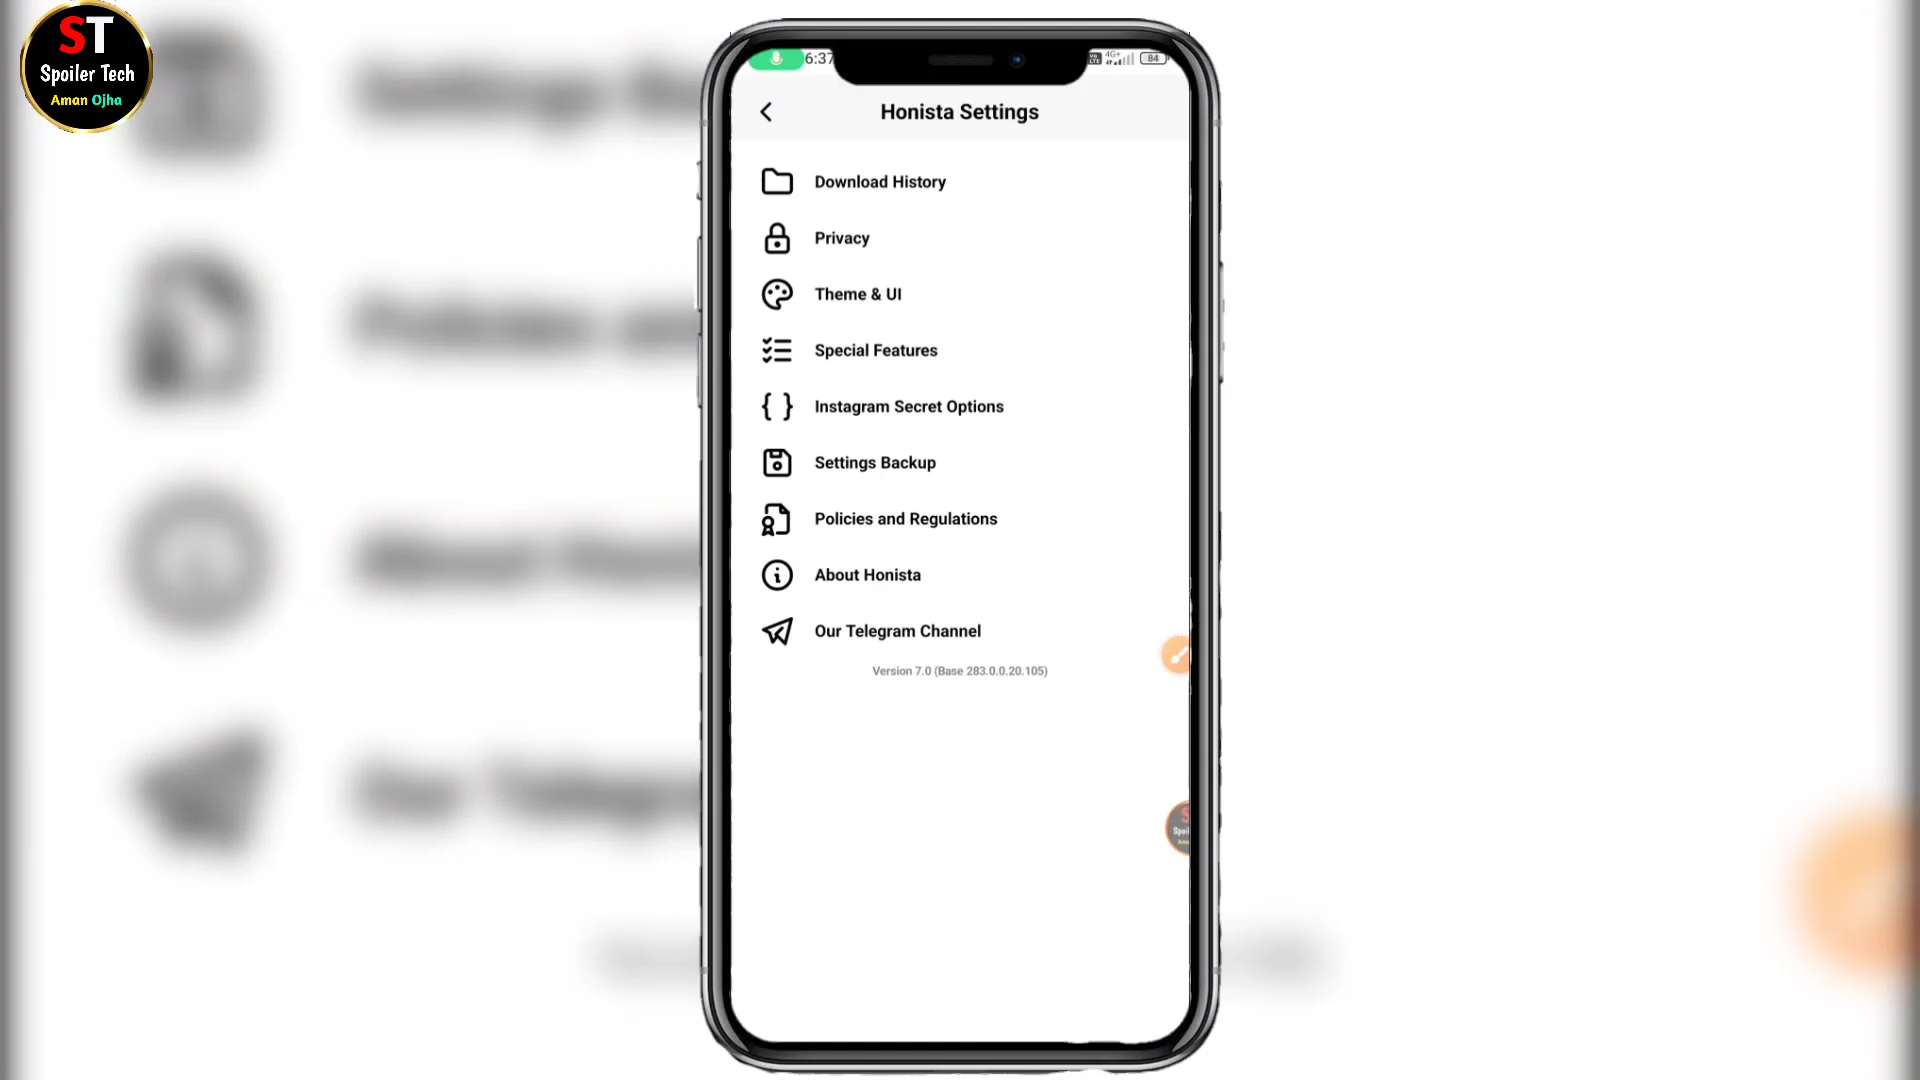 ST
Spoiler Tech
Aman Ojha
6:37
4G+
84
Honista Settings
Download History
Privacy
Theme & UI
Special Features
Instagram Secret Options
Settings Backup
Policies and Regulations
About Honista
Our Telegram Channel
Version 7.0 (Base 283.0.0.20.105)